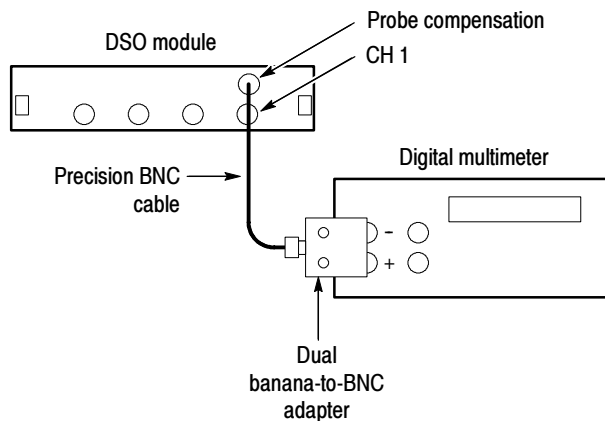 Probe compensation
DSO module
CH 1
Precision BNC
cable
Digital multimeter
-
+
Dual
banana-to-BNC
adapter